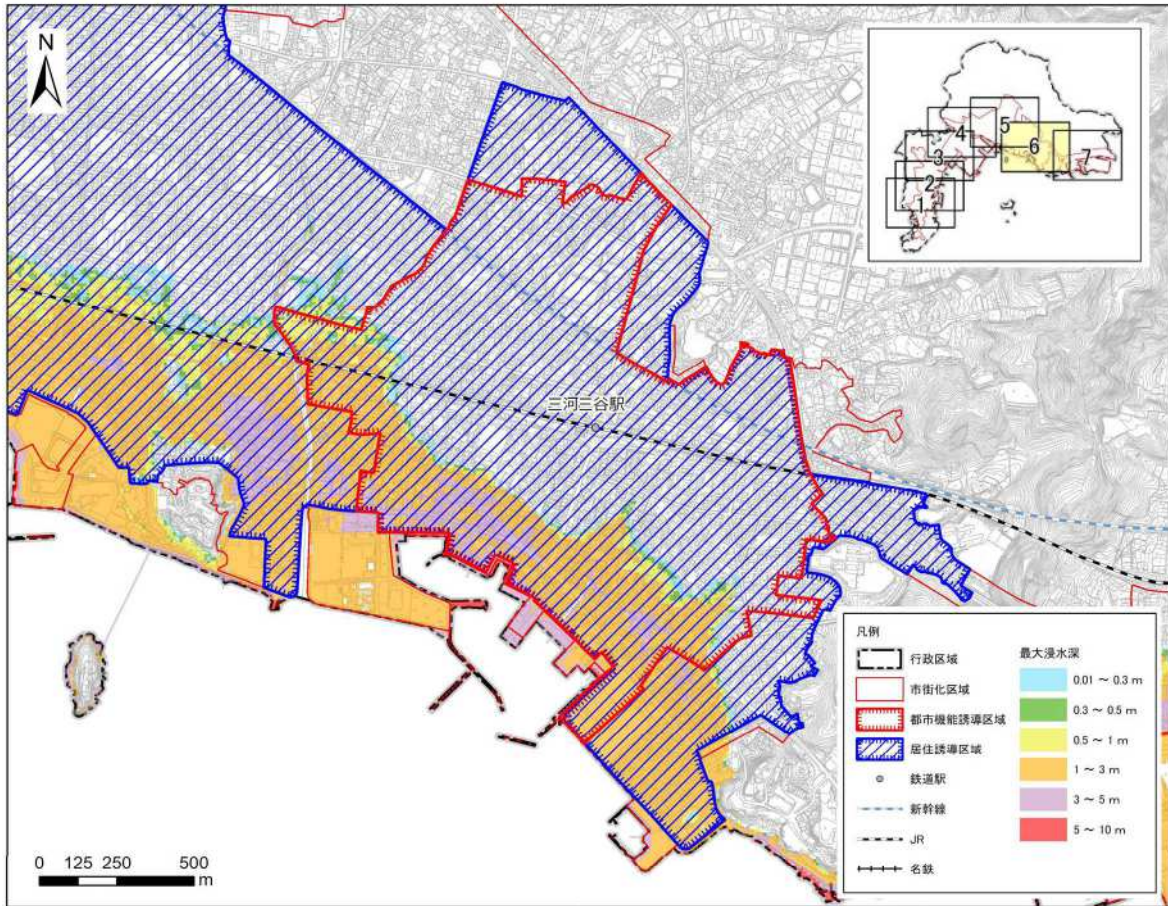 N
5
4
6
3
7
2
1
三河三谷駅
凡例
行政区域
市街化区域
都市機能誘導区域
居住誘導区域
鉄道駅
新幹線
JR
名鉄
最大浸水深
0.01 ～ 0.3 m
0.3 ～ 0.5 m
0.5 ～ 1 m
1 ～ 3 m
3 ～ 5 m
5 ～ 10 m
0 125 250 500
m